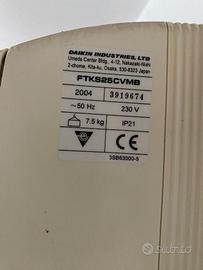 DAIKIN INDUSTRIES, LTD
Umeda Center Bldg., 4-12, Nakazaki-Nishi
2-chome, Kita-ku, Osaka, 530-8323 Japan
FTKS25CVMB
2004 3919674
~ 50 Hz 230 V
7.5 kg IP21
3SB63000-5
subito